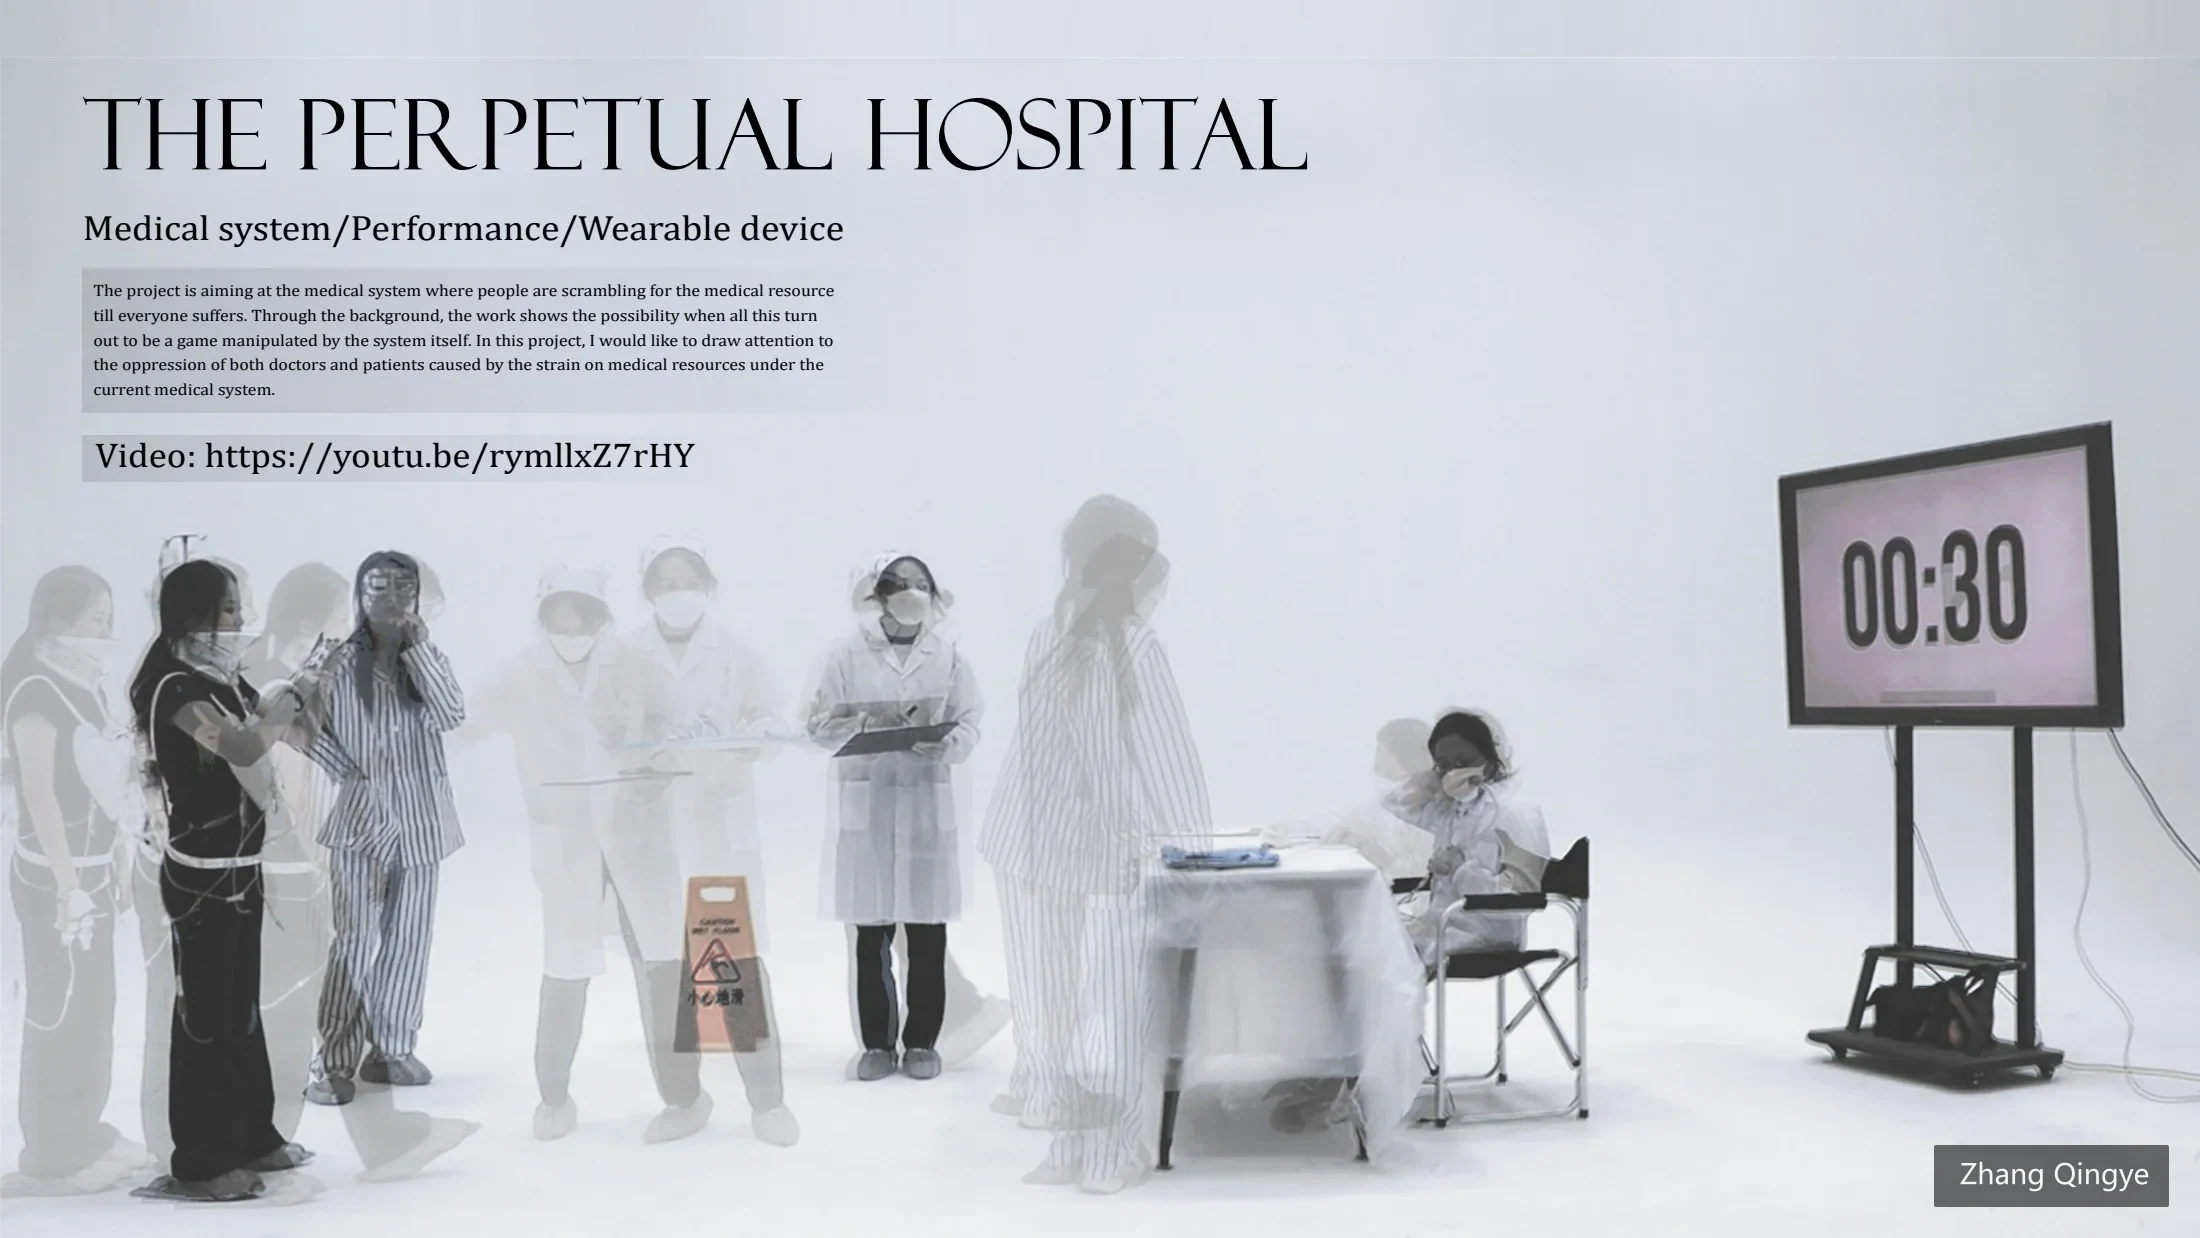 THE PERPETUAL HOSPITAL
Medical system/Performance/Wearable device
The project is aiming at the medical system where people are scrambling for the medical resource
till everyone suffers. Through the background, the work shows the possibility when all this turn
out to be a game manipulated by the system itself. In this project, I would like to draw attention to
the oppression of both doctors and patients caused by the strain on medical resources under the
current medical system.
Video: https://youtu.be/rymllxZ7rHY
00:30
CAUTION
WET FLOOR
小心地滑
Zhang Qingye